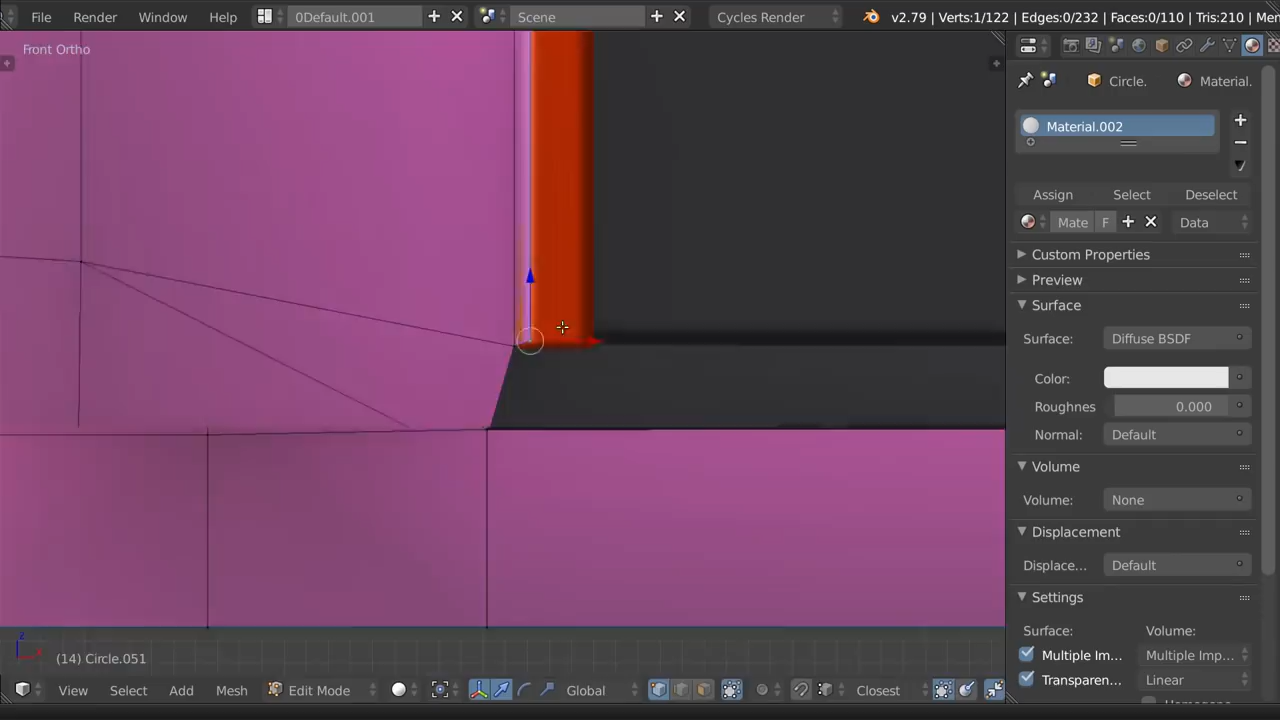 File Render Window Help 0Default.001 Scene Cycles Render v2.79 | Verts:1/122 | Edges:0/232 | Faces:0/110 | Tris:210 | Mem
Front Ortho
Circle. Material.
Material.002
Assign Select Deselect
Mate F Data
Custom Properties
Preview
Surface
Surface: Diffuse BSDF
Color:
Roughnes 0.000
Normal: Default
Volume
Volume: None
Displacement
Displace... Default
Settings
Surface: Volume:
Multiple Im... Multiple Imp...
Transparen... Linear
z
(14) Circle.051
View Select Add Mesh Edit Mode Global Closest